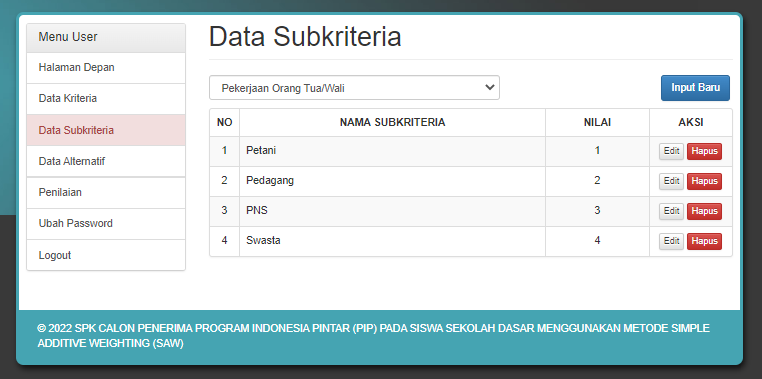 Menu User
Halaman Depan
Data Kriteria
Data Subkriteria
Data Alternatif
Penilaian
Ubah Password
Logout
Data Subkriteria
Pekerjaan Orang Tua/Wali
Input Baru
NO NAMA SUBKRITERIA NILAI AKSI
1 Petani 1 Edit Hapus
2 Pedagang 2 Edit Hapus
3 PNS 3 Edit Hapus
4 Swasta 4 Edit Hapus
© 2022 SPK CALON PENERIMA PROGRAM INDONESIA PINTAR (PIP) PADA SISWA SEKOLAH DASAR MENGGUNAKAN METODE SIMPLE
ADDITIVE WEIGHTING (SAW)